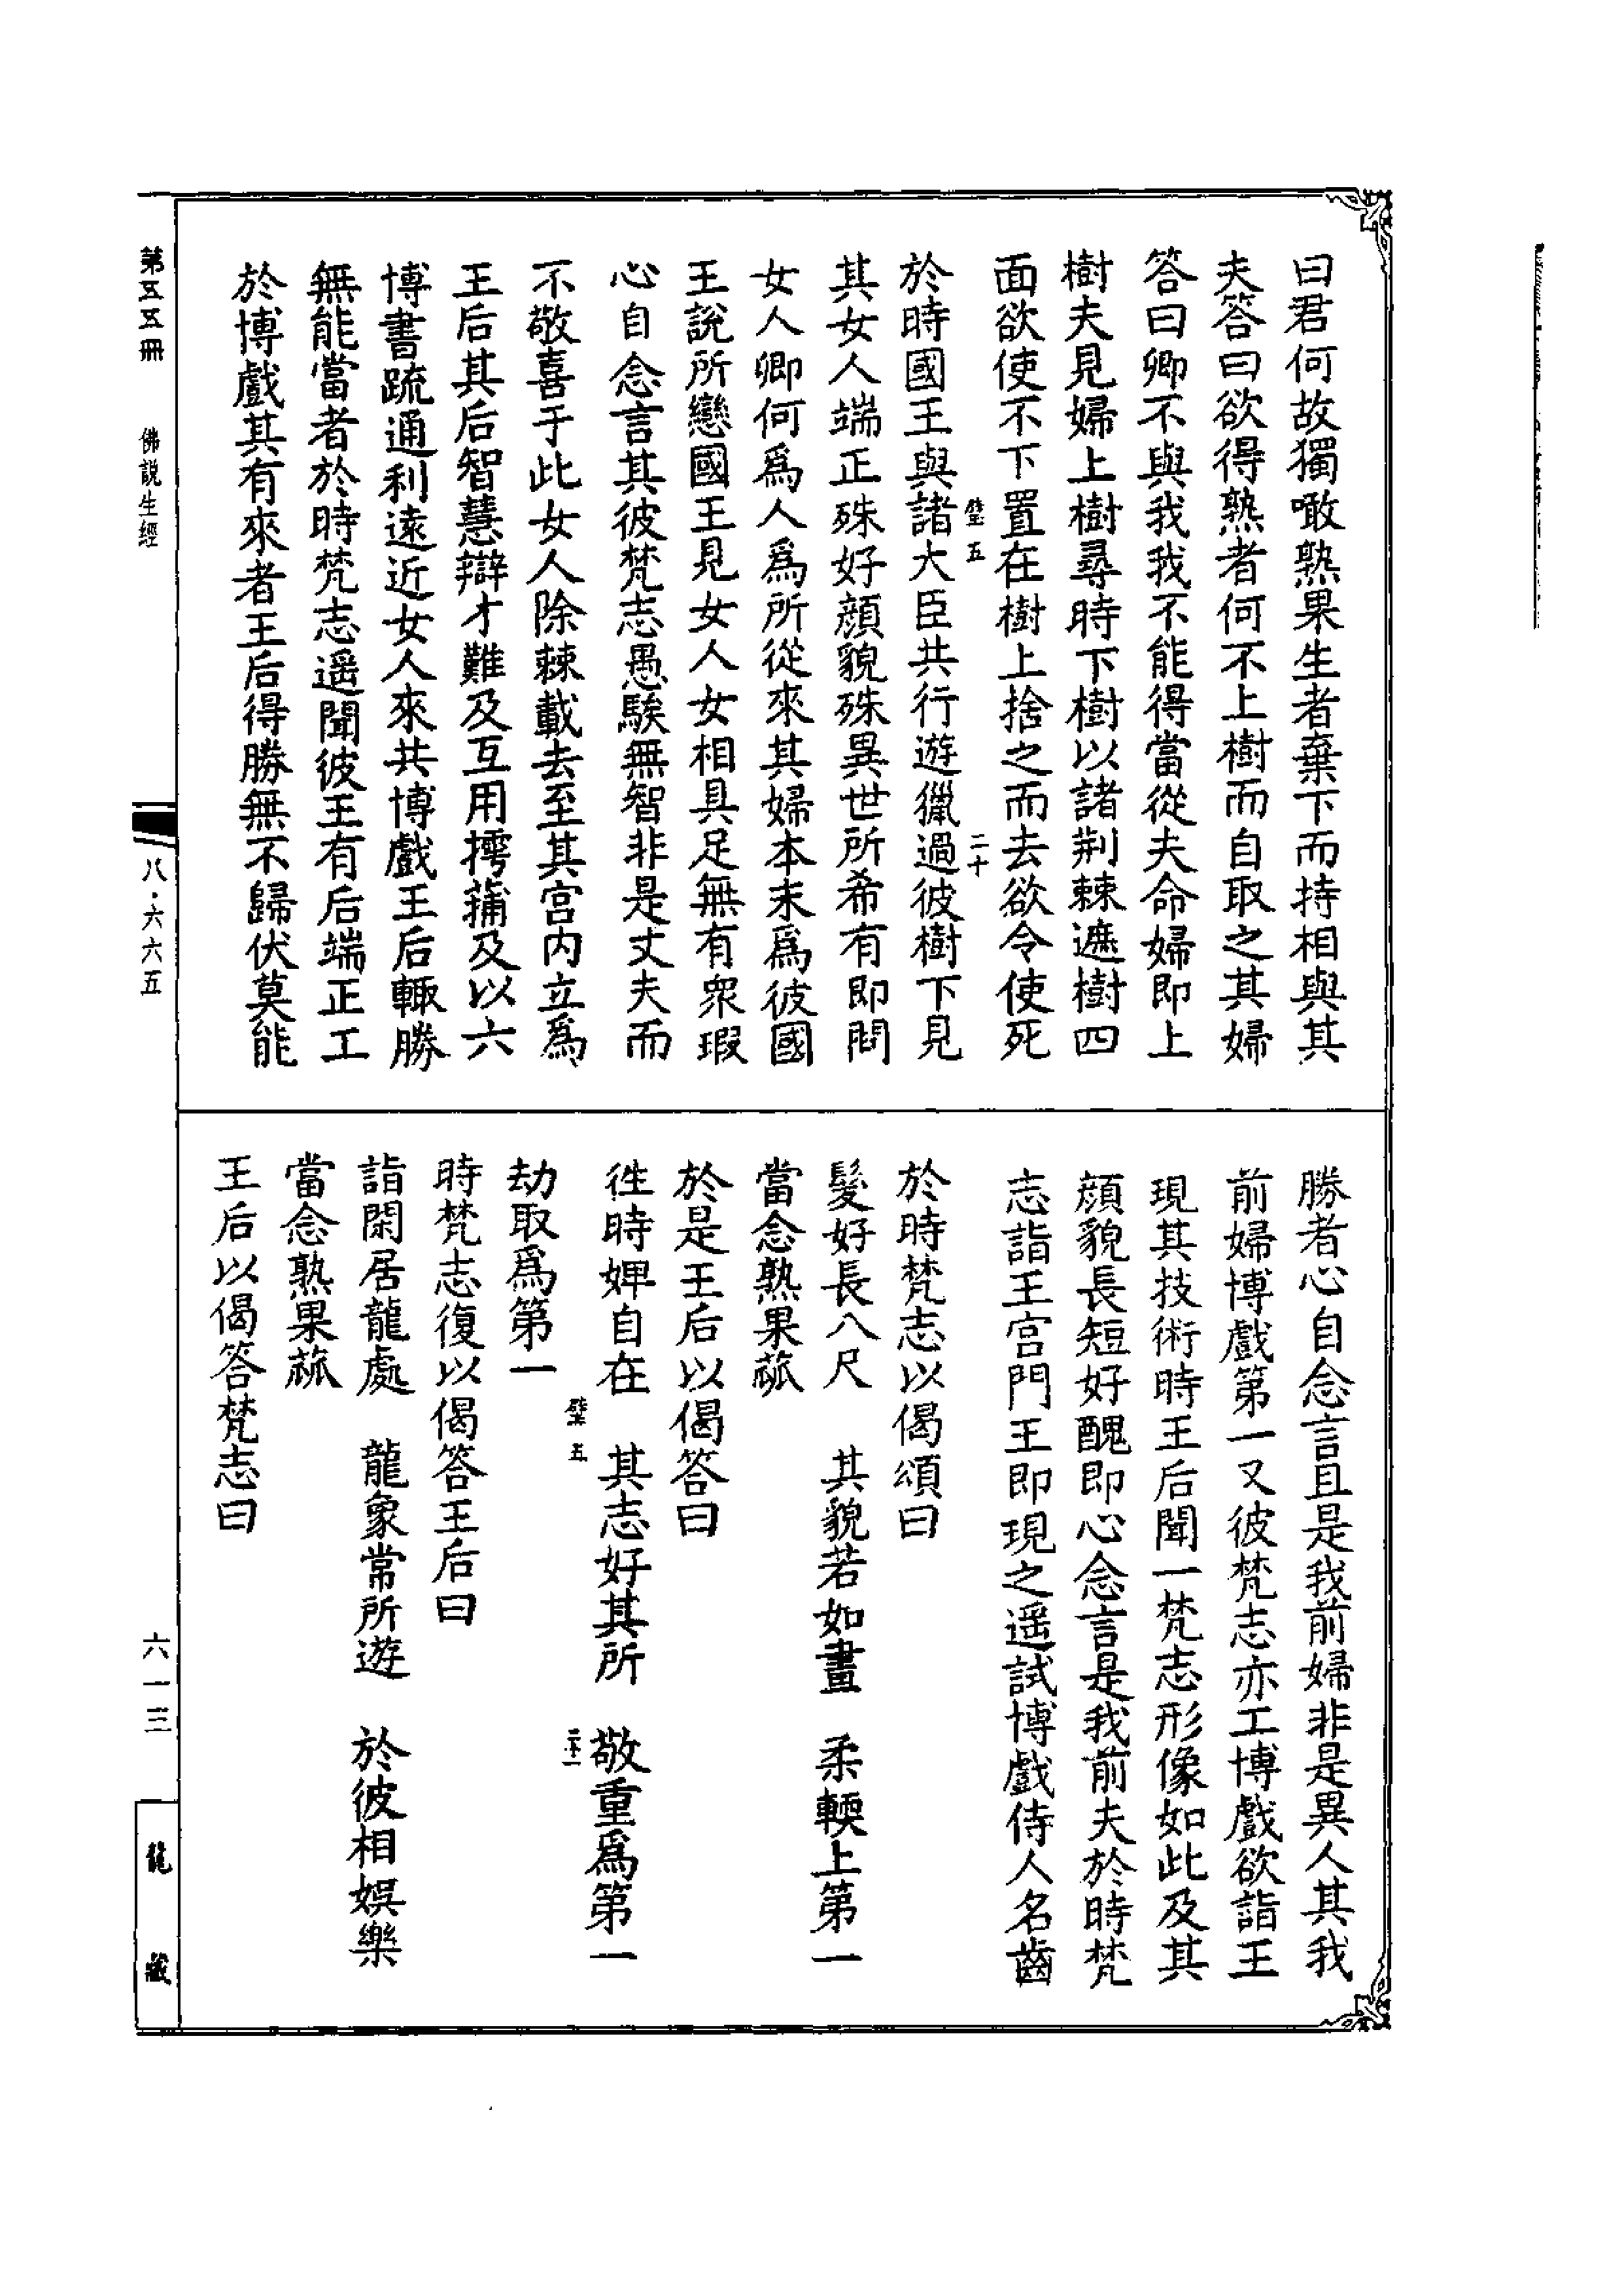 曰君何故獨噉熟果生者棄下而持相與其
夫答曰欲得熟者何不上樹而自取之其婦
答曰卿不與我我不能得當從夫命婦即上
樹夫見婦上樹尋時下樹以諸荆棘遮樹四
面欲使不下置在樹上捨之而去欲令使死
璧五 二十
於時國王與諸大臣共行遊獵過彼樹下見
其女人端正殊好顏貌殊異世所希有即問
女人卿何爲人爲所從來其婦本末爲彼國
王説所戀國王見女人女相具足無有衆瑕
心自念言其彼梵志愚騃無智非是丈夫而
不敬喜于此女人除棘載去至其宫内立爲
王后其后智慧辯才難及互用摴蒱及以六
博書疏通利遠近女人來共博戲王后輙勝
無能當者於時梵志遥聞彼王有后端正工
於博戲其有來者王后得勝無不歸伏莫能
勝者心自念言且是我前婦非是異人其我
前婦博戲第一又彼梵志亦工博戲欲詣王
現其技術時王后聞一梵志形像如此及其
顔貌長短好醜即心念言是我前夫於時梵
志詣王宫門王即現之遥試博戲侍人名齒
於時梵志以偈頌曰
髮好長八尺 其貌若如畫 柔輭上第一
當念熟果蓏
於是王后以偈答曰
徃時婢自在 其志好其所 敬重爲第一
璧五 二十一
劫取爲第一
時梵志復以偈答王后曰
詣閑居龍處 龍象常所遊 於彼相娱樂
當念熟果蓏
王后以偈答梵志曰
第五五冊 佛説生經 八·六六五 六一三 龍藏